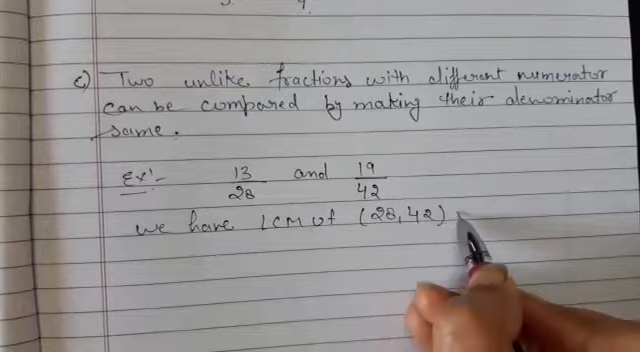 c) Two unlike fractions with different numerator
can be compared by making their denominator
same.
Ex:- 13/28 and 19/42
we have LCM of (28,42)